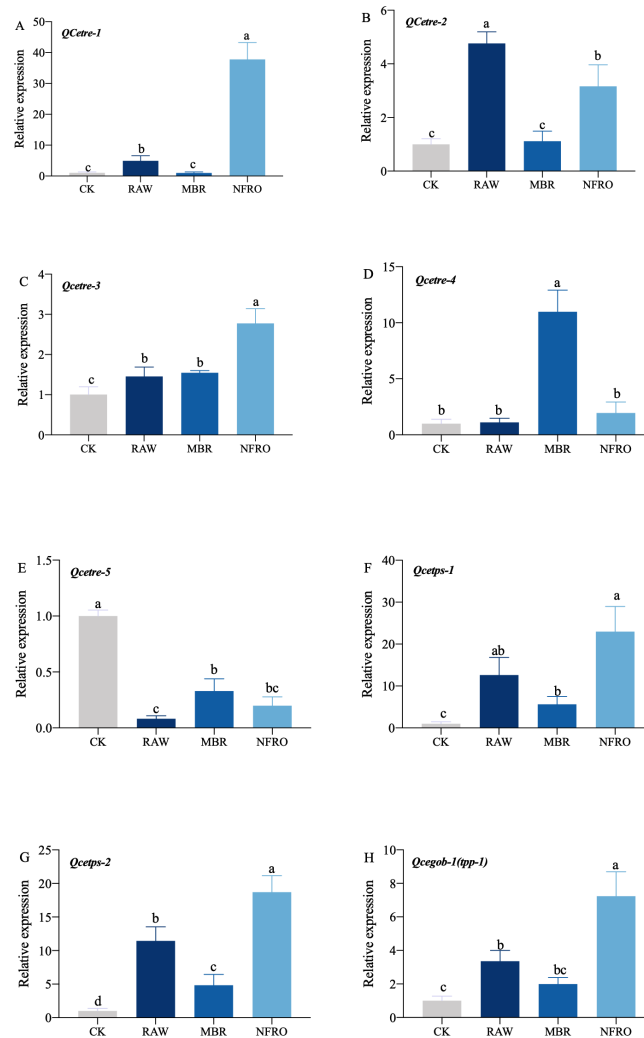 A
QCetre-1
Relative expression
50
40
30
20
10
0
c
b
c
a
CK
RAW
MBR
NFRO
B
QCetre-2
Relative expression
6
4
2
0
c
a
c
b
CK
RAW
MBR
NFRO
C
Qcetre-3
Relative expression
4
3
2
1
0
c
b
b
a
CK
RAW
MBR
NFRO
D
Qcetre-4
Relative expression
15
10
5
0
b
b
a
b
CK
RAW
MBR
NFRO
E
Qcetre-5
Relative expression
1.5
1.0
0.5
0.0
a
c
b
bc
CK
RAW
MBR
NFRO
F
Qcetps-1
Relative expression
40
30
20
10
0
c
ab
b
a
CK
RAW
MBR
NFRO
G
Qcetps-2
Relative expression
25
20
15
10
5
0
d
b
c
a
CK
RAW
MBR
NFRO
H
Qcegob-1(tpp-1)
Relative expression
8
6
4
2
0
c
b
bc
a
CK
RAW
MBR
NFRO